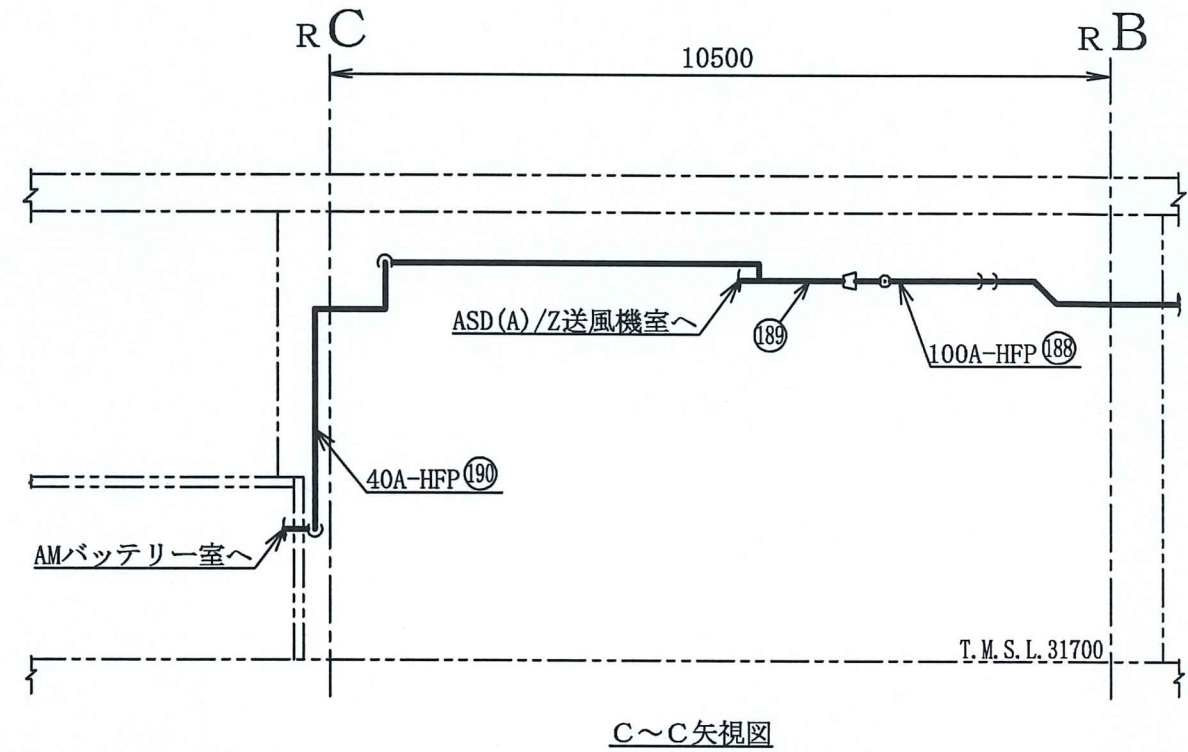 RC
RB
10500
ASD(A)/Z送風機室へ
189
100A-HFP 188
40A-HFP 190
AMバッテリー室へ
T.M.S.L.31700
C～C矢視図